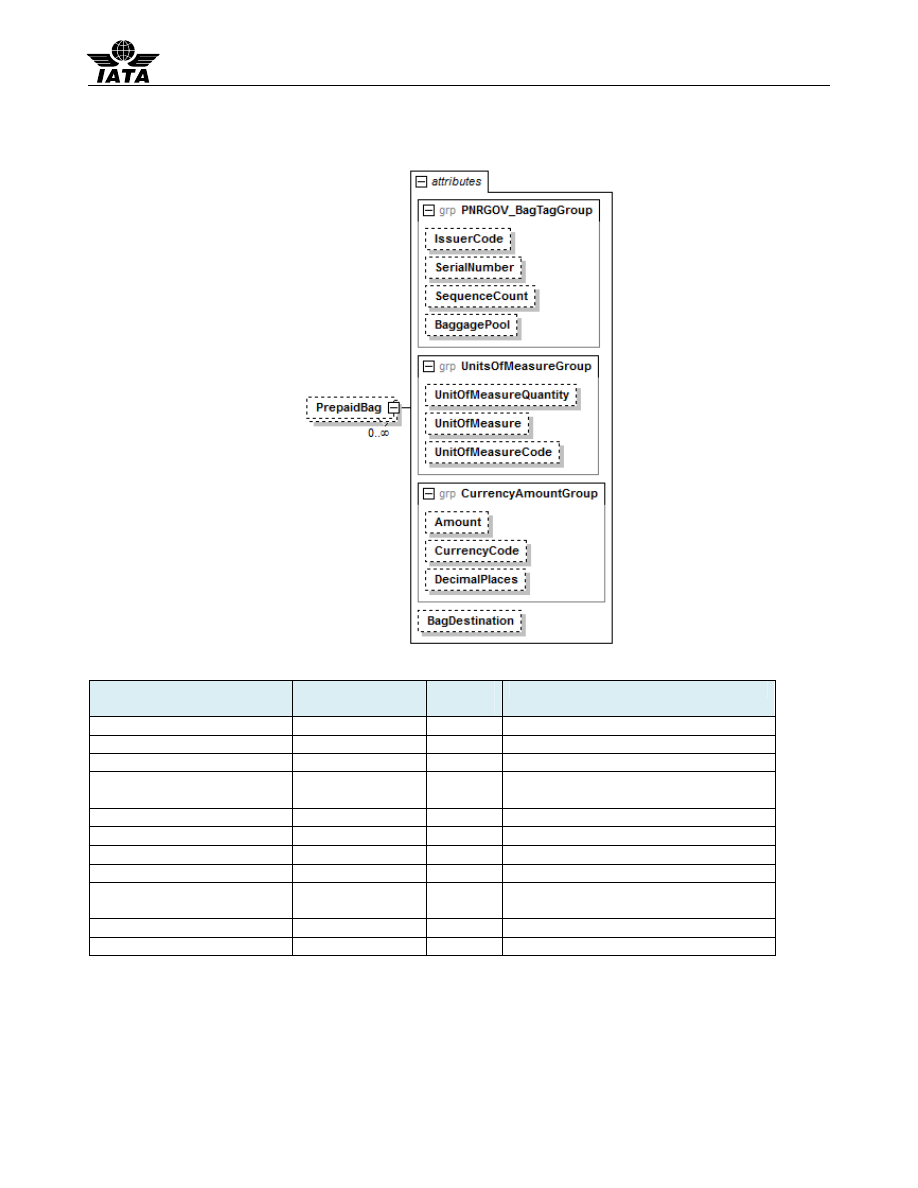 IATA
attributes
grp PNRGOV_BagTagGroup
IssuerCode
SerialNumber
SequenceCount
BaggagePool
grp UnitsOfMeasureGroup
UnitOfMeasureQuantity
PrepaidBag
0..∞
UnitOfMeasure
UnitOfMeasureCode
grp CurrencyAmountGroup
Amount
CurrencyCode
DecimalPlaces
BagDestination